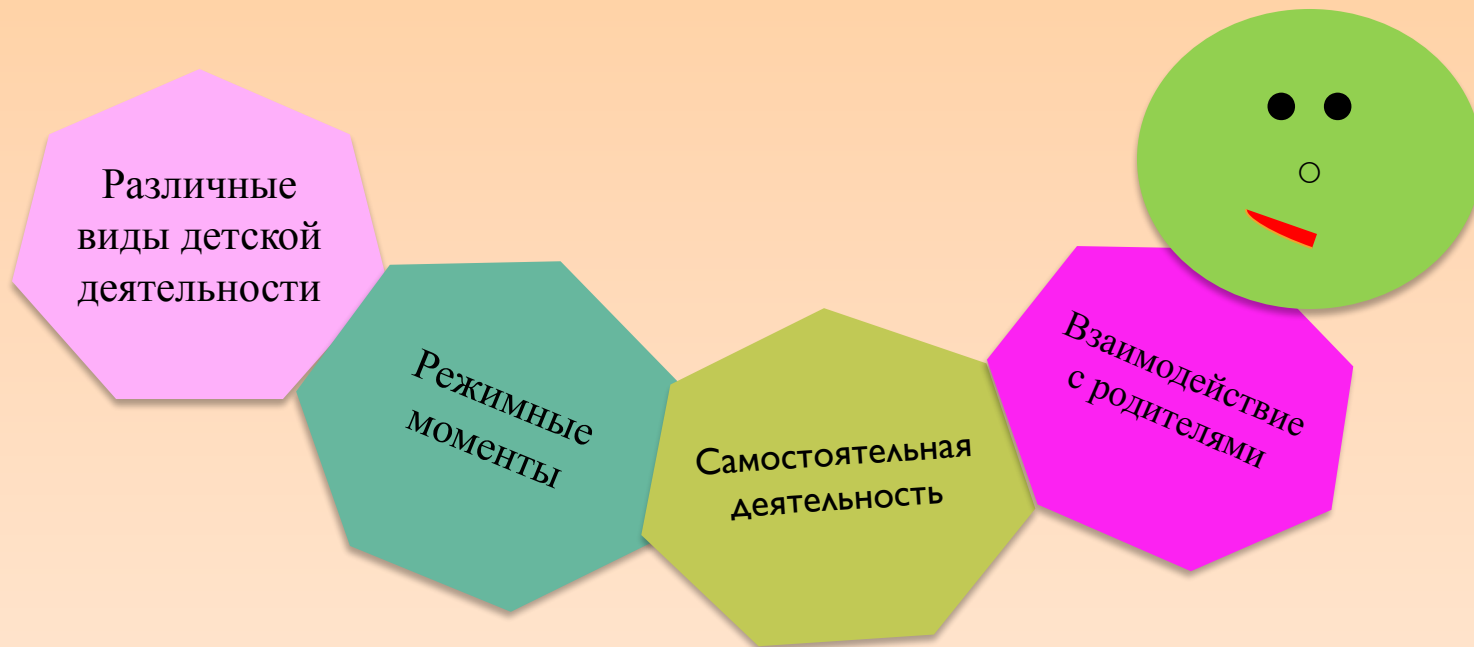 Различные
виды детской
деятельности
Режимные
моменты
Самостоятельная
деятельность
Взаимодействие
с родителями